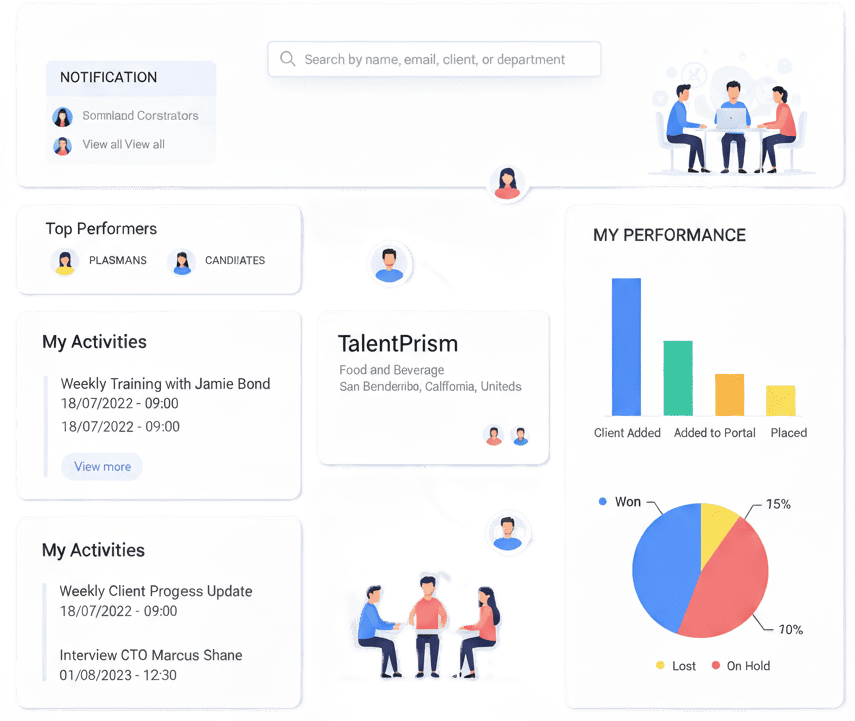 Search by name, email, client, or department
NOTIFICATION
Somnlaad Corstrators
View all View all
Top Performers
PLASMANS
CANDIIATES
My Activities
Weekly Training with Jamie Bond
18/07/2022 - 09:00
18/07/2022 - 09:00
View more
My Activities
Weekly Client Progess Update
18/07/2022 - 09:00
Interview CTO Marcus Shane
01/08/2023 - 12:30
TalentPrism
Food and Beverage
San Benderribo, Calffomia, Uniteds
MY PERFORMANCE
Client Added
Added to Portal
Placed
Won
15%
10%
Lost
On Hold